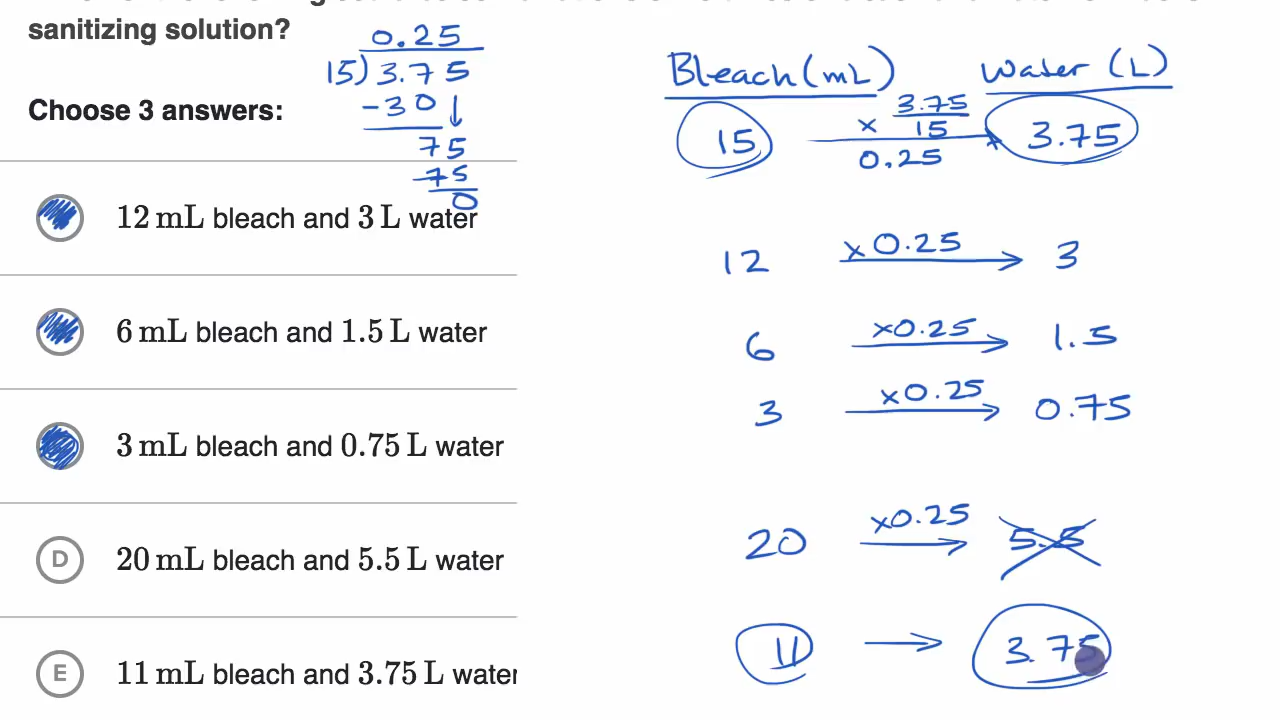 sanitizing solution?
Choose 3 answers:
0.25
15)3.75
-30↓
75
-75
0
12 mL bleach and 3 L water
6 mL bleach and 1.5 L water
3 mL bleach and 0.75 L water
D 20 mL bleach and 5.5 L water
E 11 mL bleach and 3.75 L water
Bleach (mL) Water (L)
15 × 3.75/15 → 3.75
0.25
12 ×0.25 → 3
6 ×0.25 → 1.5
3 ×0.25 → 0.75
20 ×0.25 → 5.5
11 → 3.75